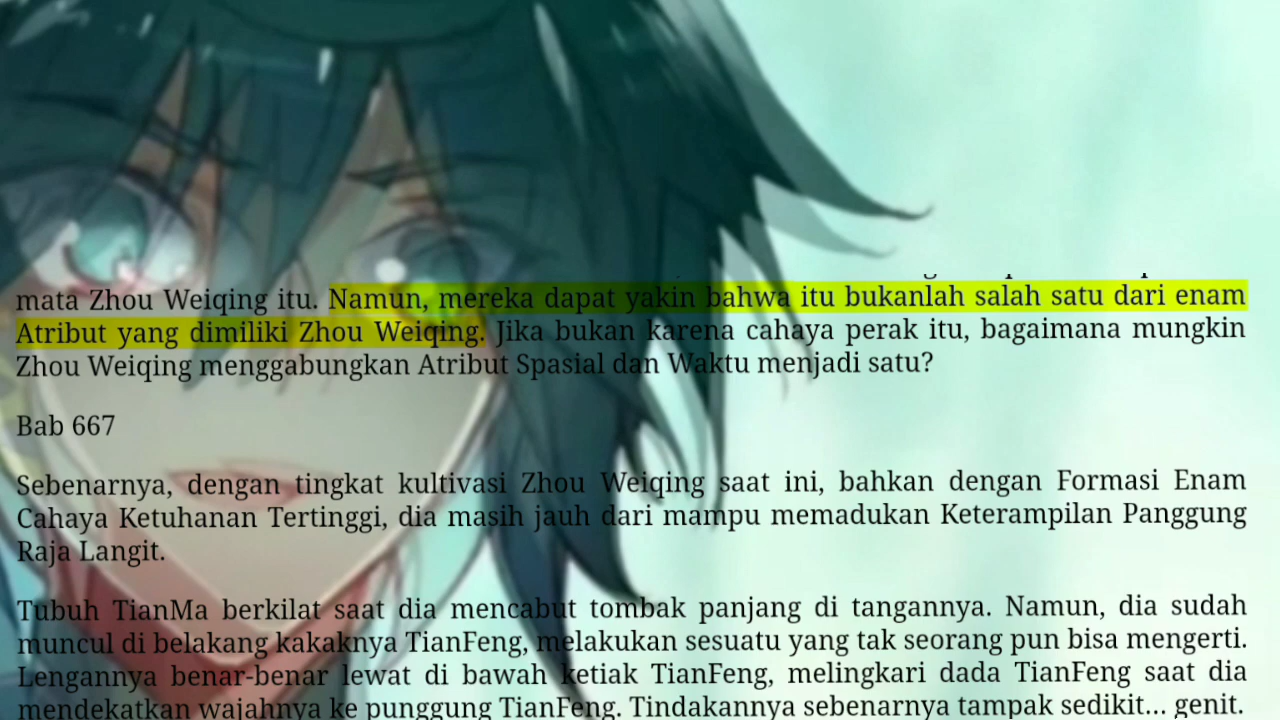 mata Zhou Weiqing itu. Namun, mereka dapat yakin bahwa itu bukanlah salah satu dari enam
Atribut yang dimiliki Zhou Weiqing. Jika bukan karena cahaya perak itu, bagaimana mungkin
Zhou Weiqing menggabungkan Atribut Spasial dan Waktu menjadi satu?
Bab 667
Sebenarnya, dengan tingkat kultivasi Zhou Weiqing saat ini, bahkan dengan Formasi Enam
Cahaya Ketuhanan Tertinggi, dia masih jauh dari mampu memadukan Keterampilan Panggung
Raja Langit.
Tubuh TianMa berkilat saat dia mencabut tombak panjang di tangannya. Namun, dia sudah
muncul di belakang kakaknya TianFeng, melakukan sesuatu yang tak seorang pun bisa mengerti.
Lengannya benar-benar lewat di bawah ketiak TianFeng, melingkari dada TianFeng saat dia
mendekatkan wajahnya ke punggung TianFeng. Tindakannya sebenarnya tampak sedikit... genit.